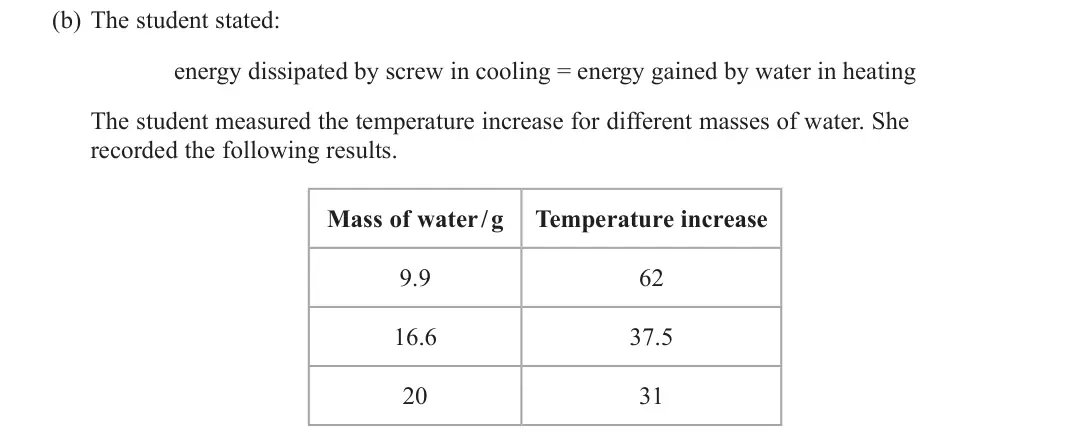 (b) The student stated:
energy dissipated by screw in cooling = energy gained by water in heating
The student measured the temperature increase for different masses of water. She
recorded the following results.
Mass of water/g Temperature increase
9.9 62
16.6 37.5
20 31